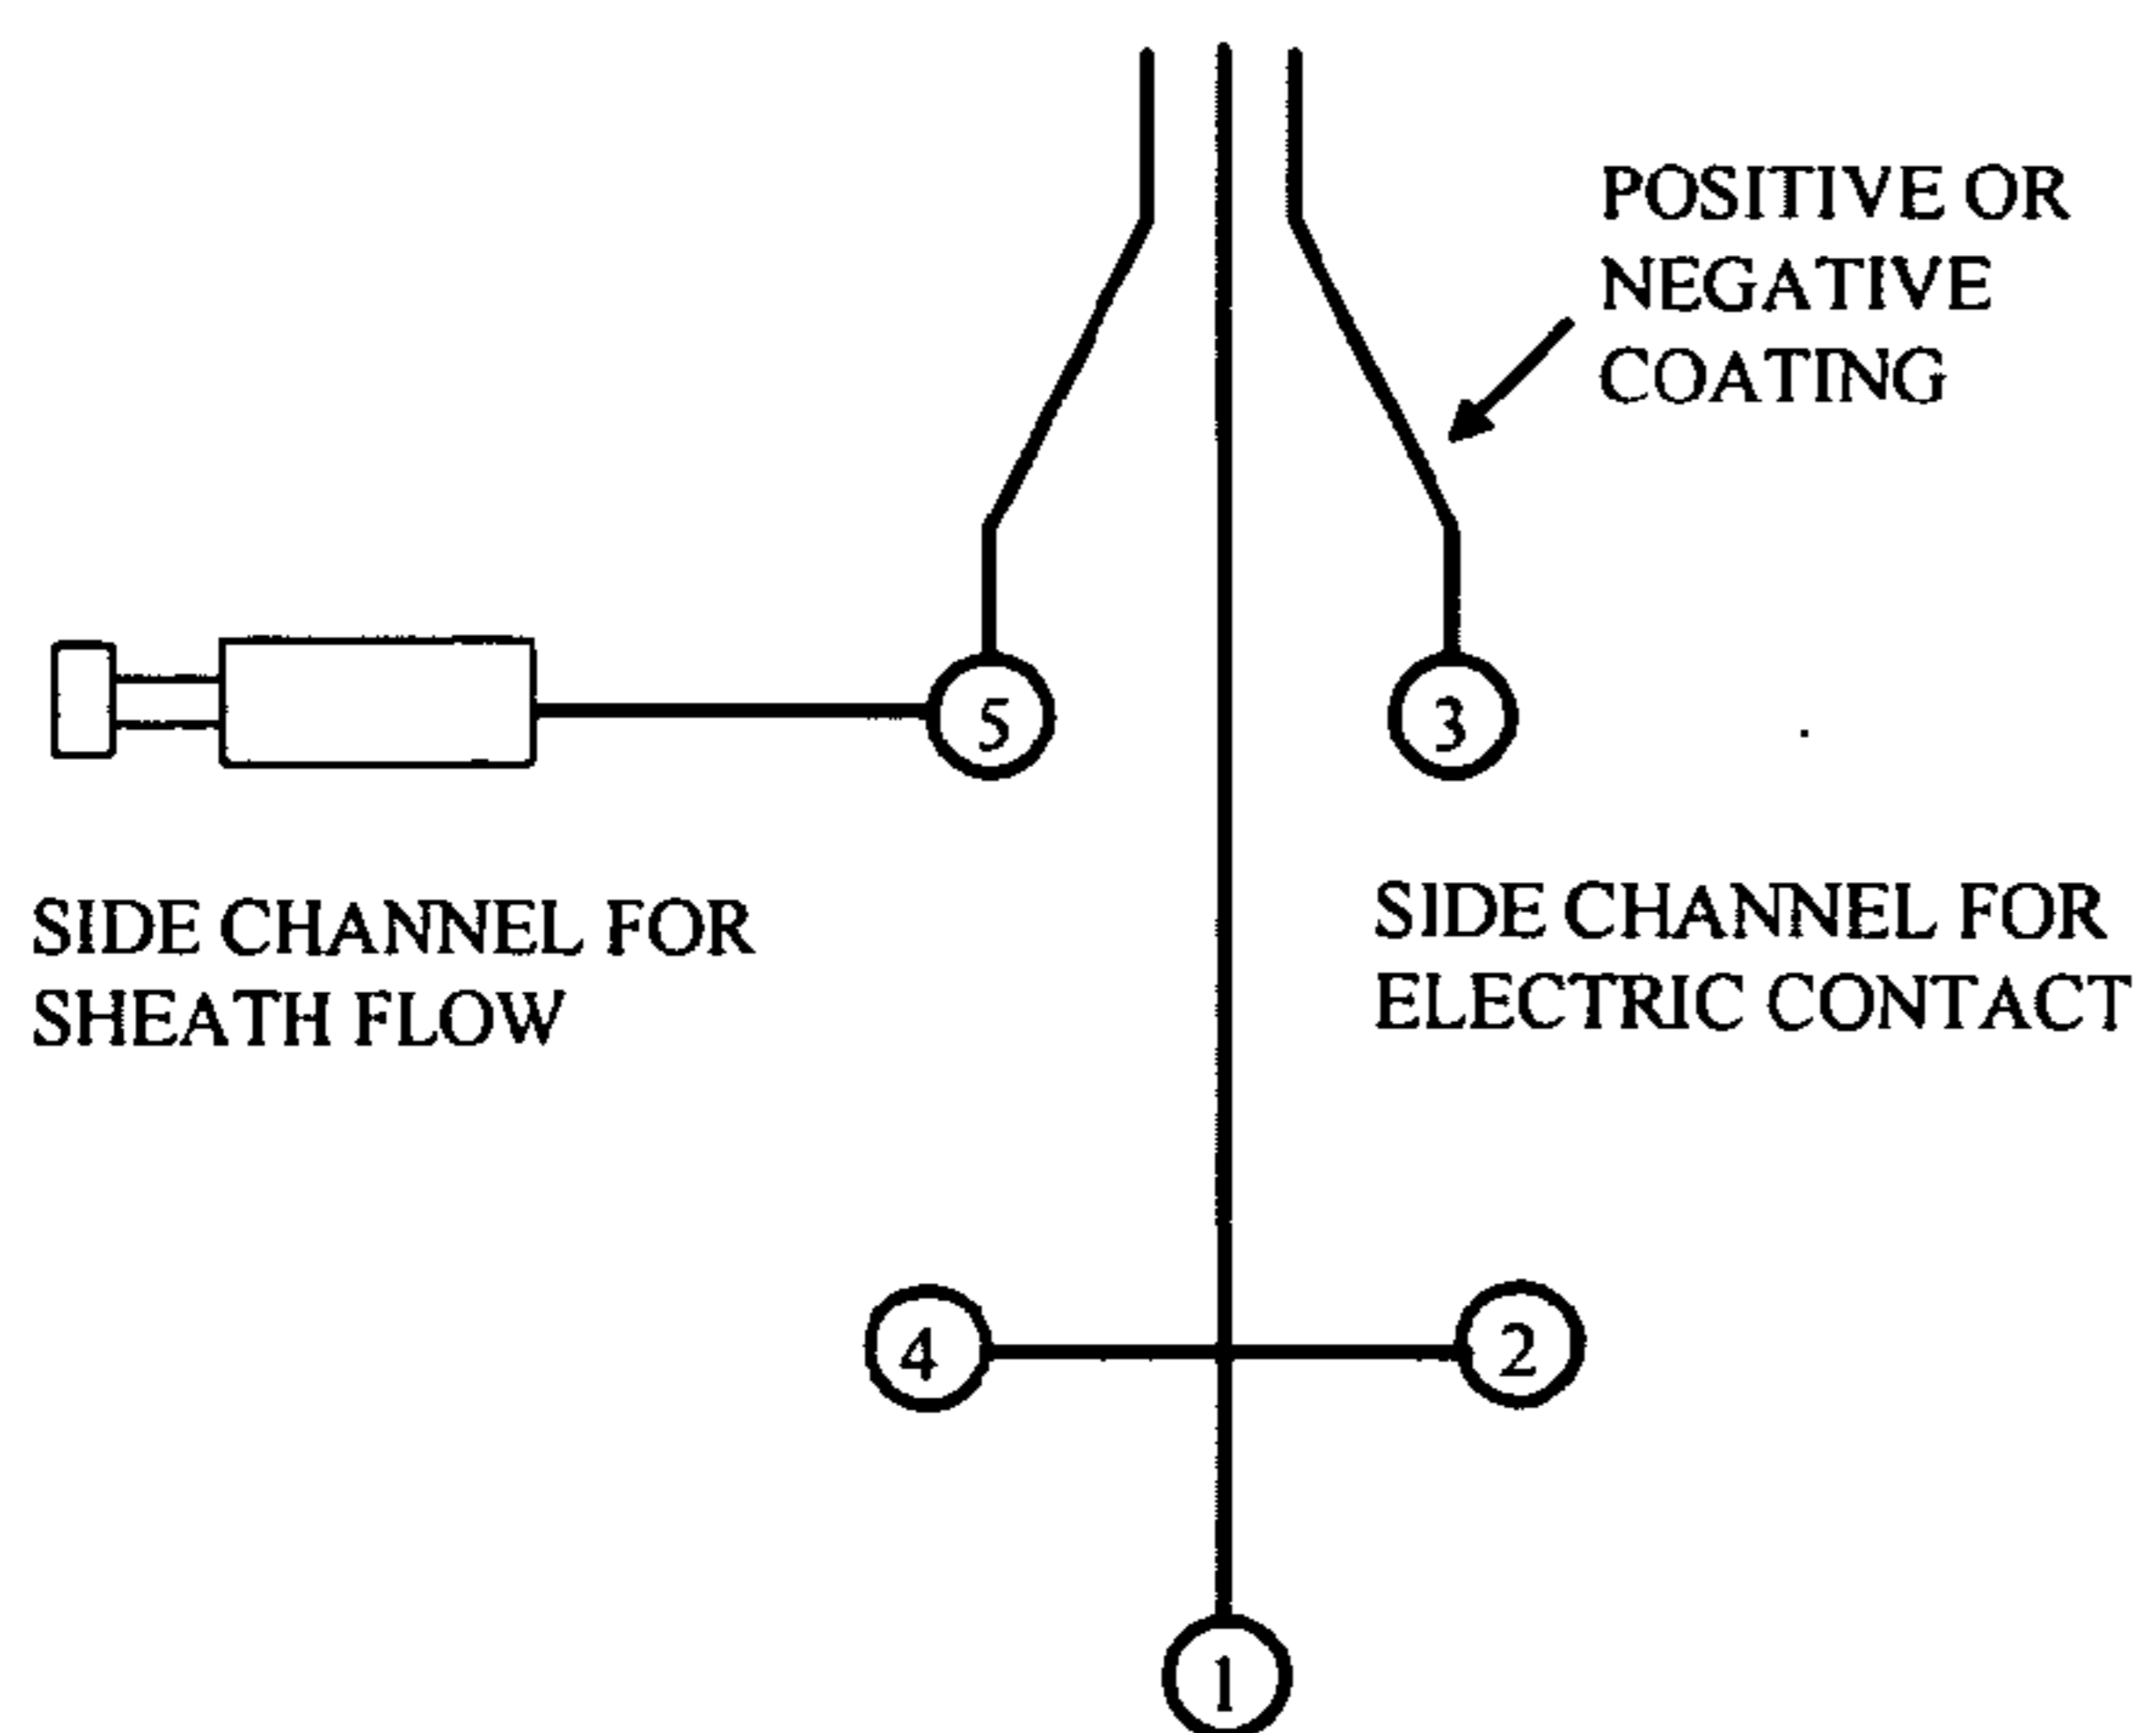 POSITIVE OR
NEGATIVE
COATING
5
3
SIDE CHANNEL FOR
SHEATH FLOW
SIDE CHANNEL FOR
ELECTRIC CONTACT
4
2
1